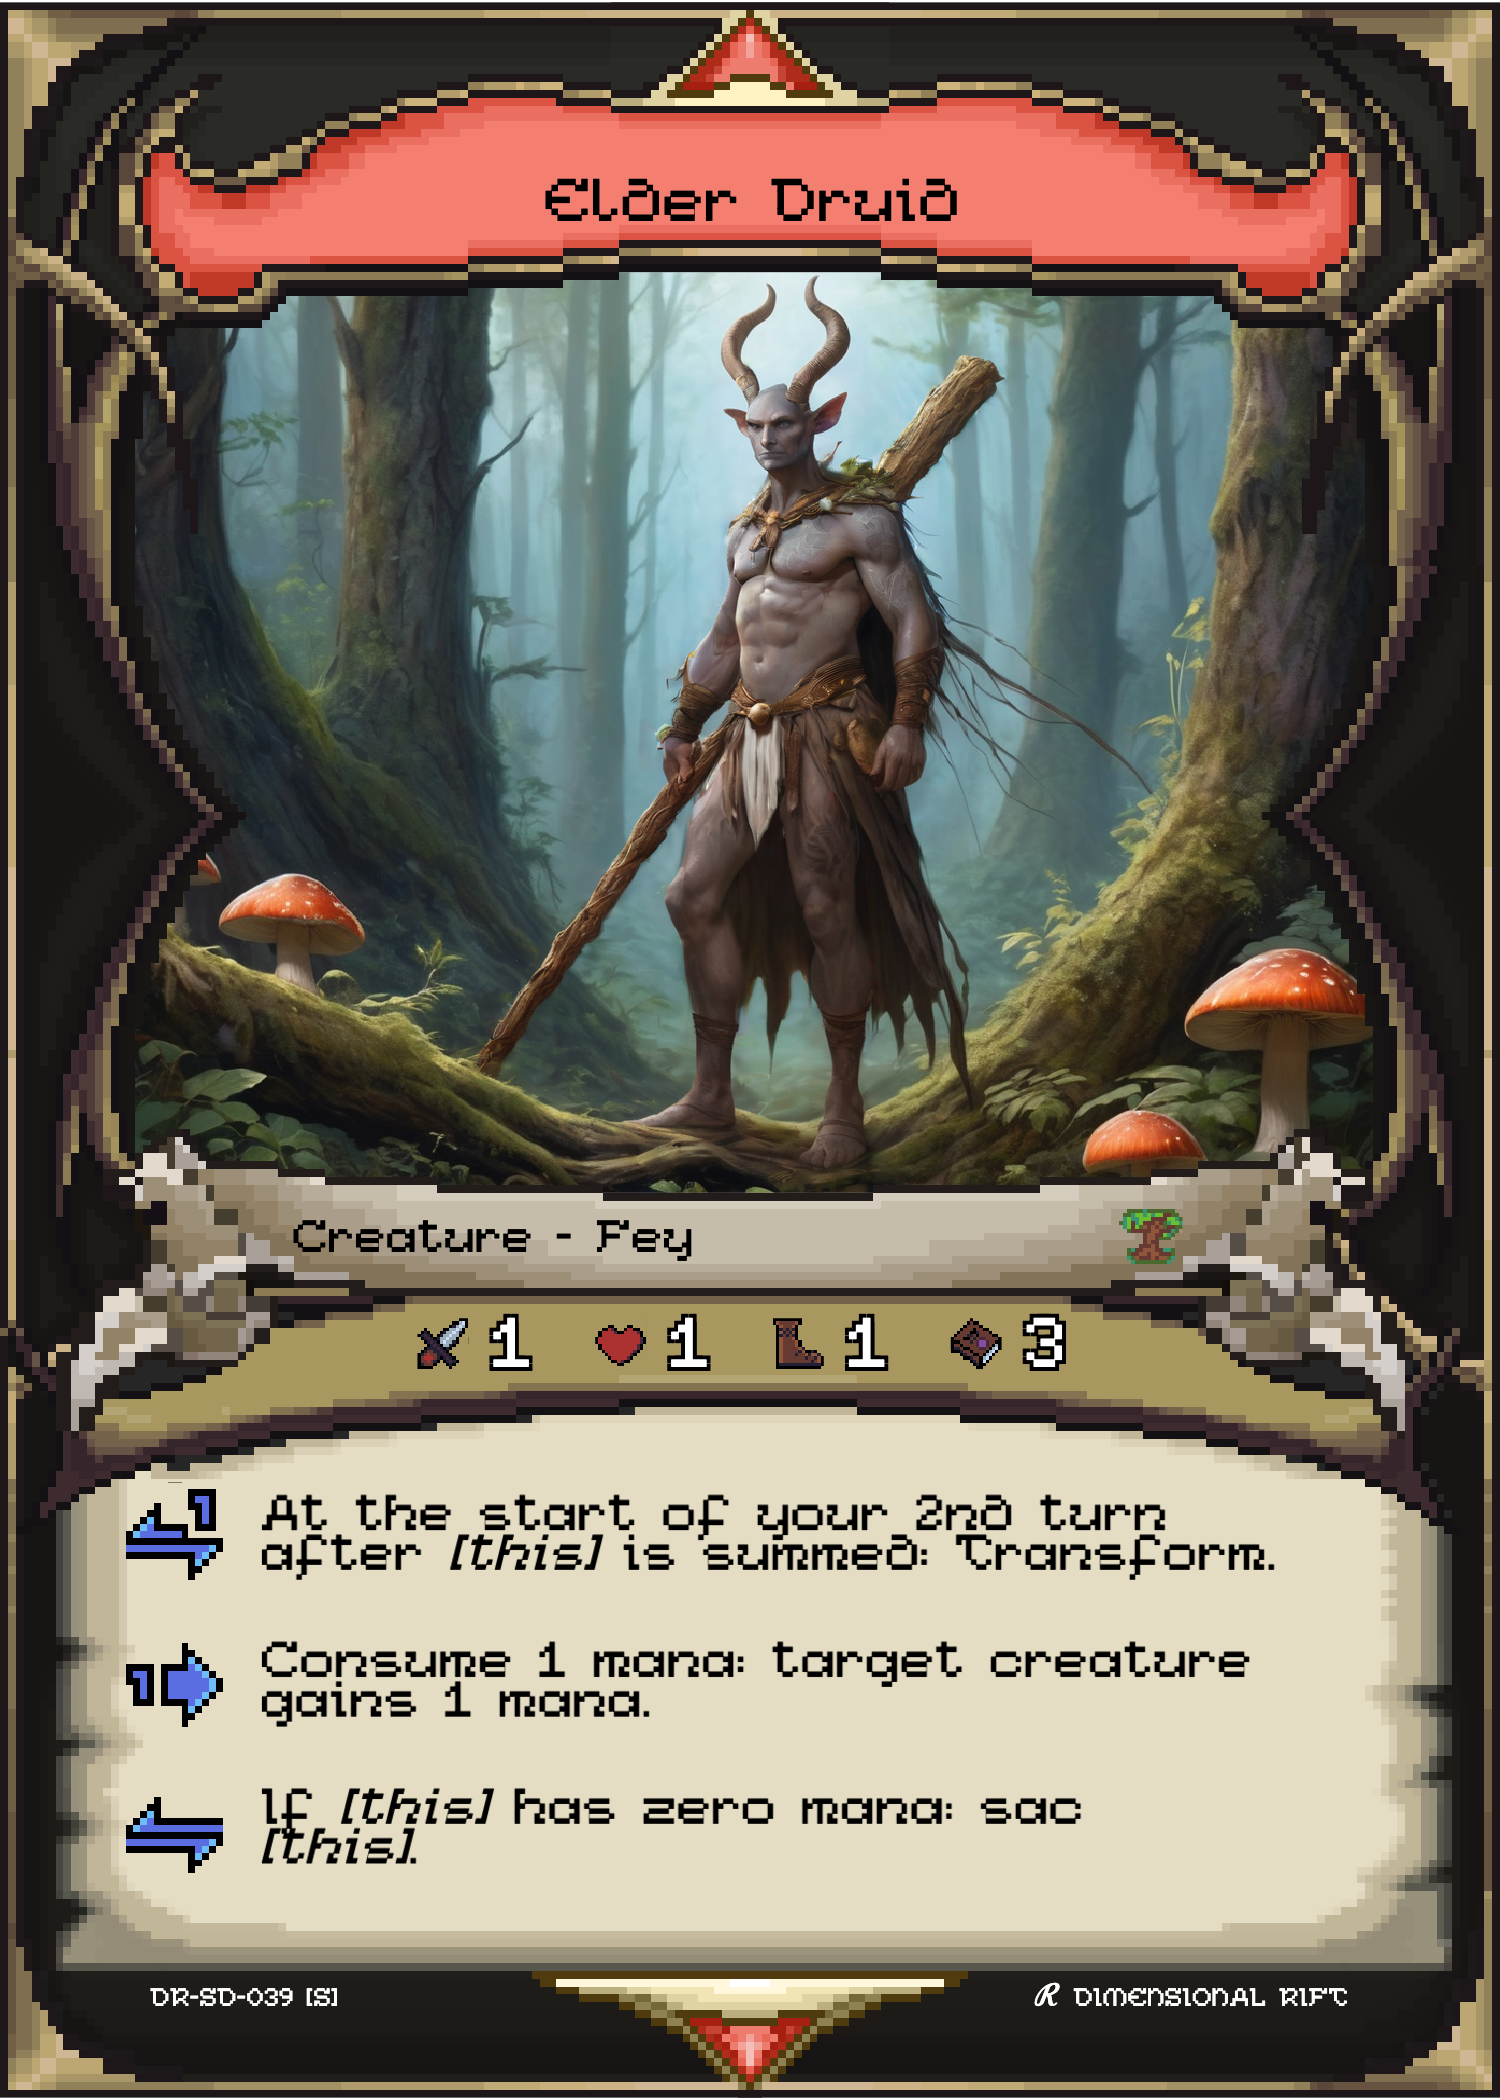 Elder Druid
Creature - Fey
1 1 1 3
1
At the start of your 2nd turn
after [this] is summed: Transform.
1
Consume 1 mana: target creature
gains 1 mana.
If [this] has zero mana: sac
[this].
DR-SD-039 [S]
R DIMENSIONAL RIFT